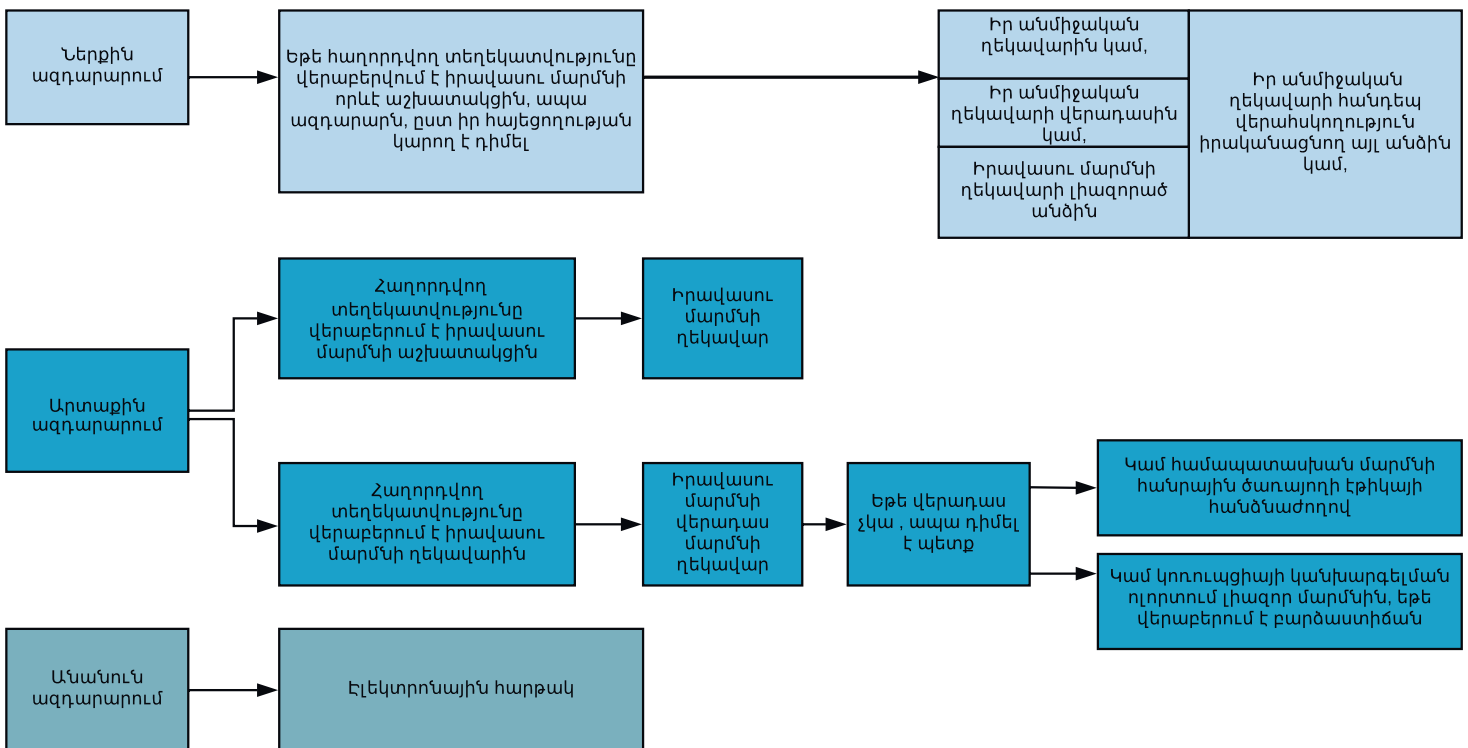 Ներքին
ազդարարում
Եթե հաղորդվող տեղեկատվությունը
վերաբերվում է իրավասու մարմնի
որևէ աշխատակցին, ապա
ազդարարն, ըստ իր հայեցողության
կարող է դիմել
Իր անմիջական
ղեկավարին կամ,
Իր անմիջական
ղեկավարի վերադասին
կամ,
Իրավասու մարմնի
ղեկավարի լիազորած
անձին
Իր անմիջական
ղեկավարի հանդեպ
վերահսկողություն
իրականացնող այլ անձին
կամ,
Արտաքին
ազդարարում
Հաղորդվող
տեղեկատվությունը
վերաբերում է իրավասու
մարմնի աշխատակցին
Իրավասու
մարմնի
ղեկավար
Հաղորդվող
տեղեկատվությունը
վերաբերում է իրավասու
մարմնի ղեկավարին
Իրավասու
մարմնի
վերադաս
մարմնի
ղեկավար
Եթե վերադաս
չկա , ապա դիմել
է պետք
Կամ համապատասխան մարմնի
հանրային ծառայողի էթիկայի
հանձնաժողով
Կամ կոռուպցիայի կանխարգելման
ոլորտում լիազոր մարմնին, եթե
վերաբերում է բարձաստիճան
Անանուն
ազդարարում
Էլեկտրոնային հարթակ